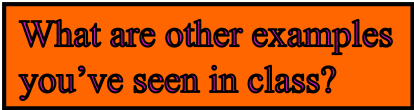 What are other examples
you’ve seen in class?